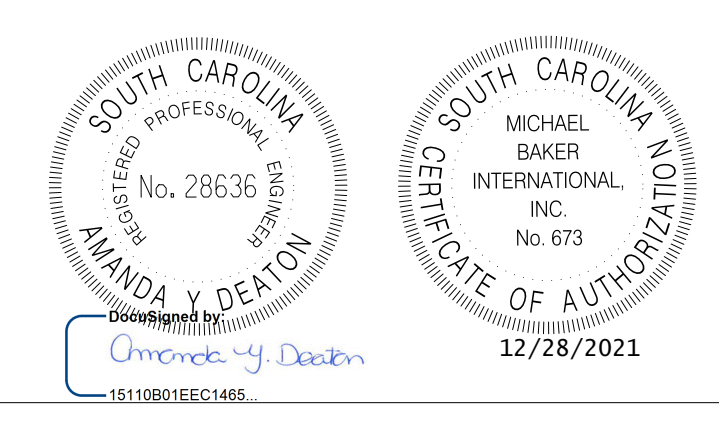 SOUTH CAROLINA
REGISTERED PROFESSIONAL ENGINEER
No. 28636
AMANDA Y DEATON
DocuSigned by:
Amanda Y. Deaton
15110B01EEC1465...
SOUTH CAROLINA
MICHAEL
BAKER
INTERNATIONAL,
INC.
No. 673
CERTIFICATE OF AUTHORIZATION
12/28/2021